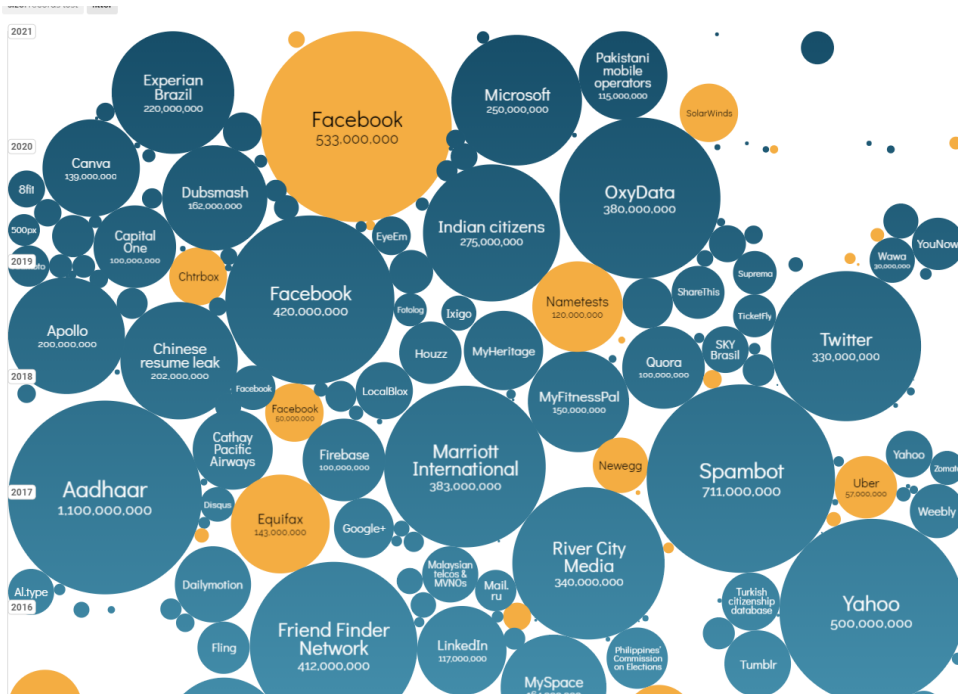 2021
Experian
Brazil
220,000,000
Facebook
533,000,000
Microsoft
250,000,000
Pakistani
mobile
operators
115,000,000
SolarWinds
2020
Canva
139,000,000
8fit
Dubsmash
162,000,000
OxyData
380,000,000
Indian citizens
275,000,000
500px
Capital
One
100,000,000
EyeEm
YouNow
Wawa
30,000,000
2019
Chtrbox
Suprema
Facebook
420,000,000
ShareThis
Nametests
120,000,000
Fotolog
Ixigo
TicketFly
Apollo
200,000,000
Chinese
resume leak
202,000,000
Houzz
MyHeritage
Quora
100,000,000
SKY
Brasil
Twitter
330,000,000
2018
Facebook
LocalBlox
MyFitnessPal
150,000,000
Facebook
50,000,000
Cathay
Pacific
Airways
Firebase
100,000,000
Marriott
International
383,000,000
Newegg
Spambot
711,000,000
Yahoo
Zomato
Uber
57,000,000
2017
Aadhaar
1,100,000,000
Disqus
Equifax
143,000,000
Google+
Weebly
River City
Media
340,000,000
Malaysian
telcos &
MVNOs
Mail.
ru
Dailymotion
Al.type
2016
Turkish
citizenship
database
Yahoo
500,000,000
Friend Finder
Network
412,000,000
Fling
LinkedIn
117,000,000
Philippines'
Commission
on Elections
Tumblr
MySpace